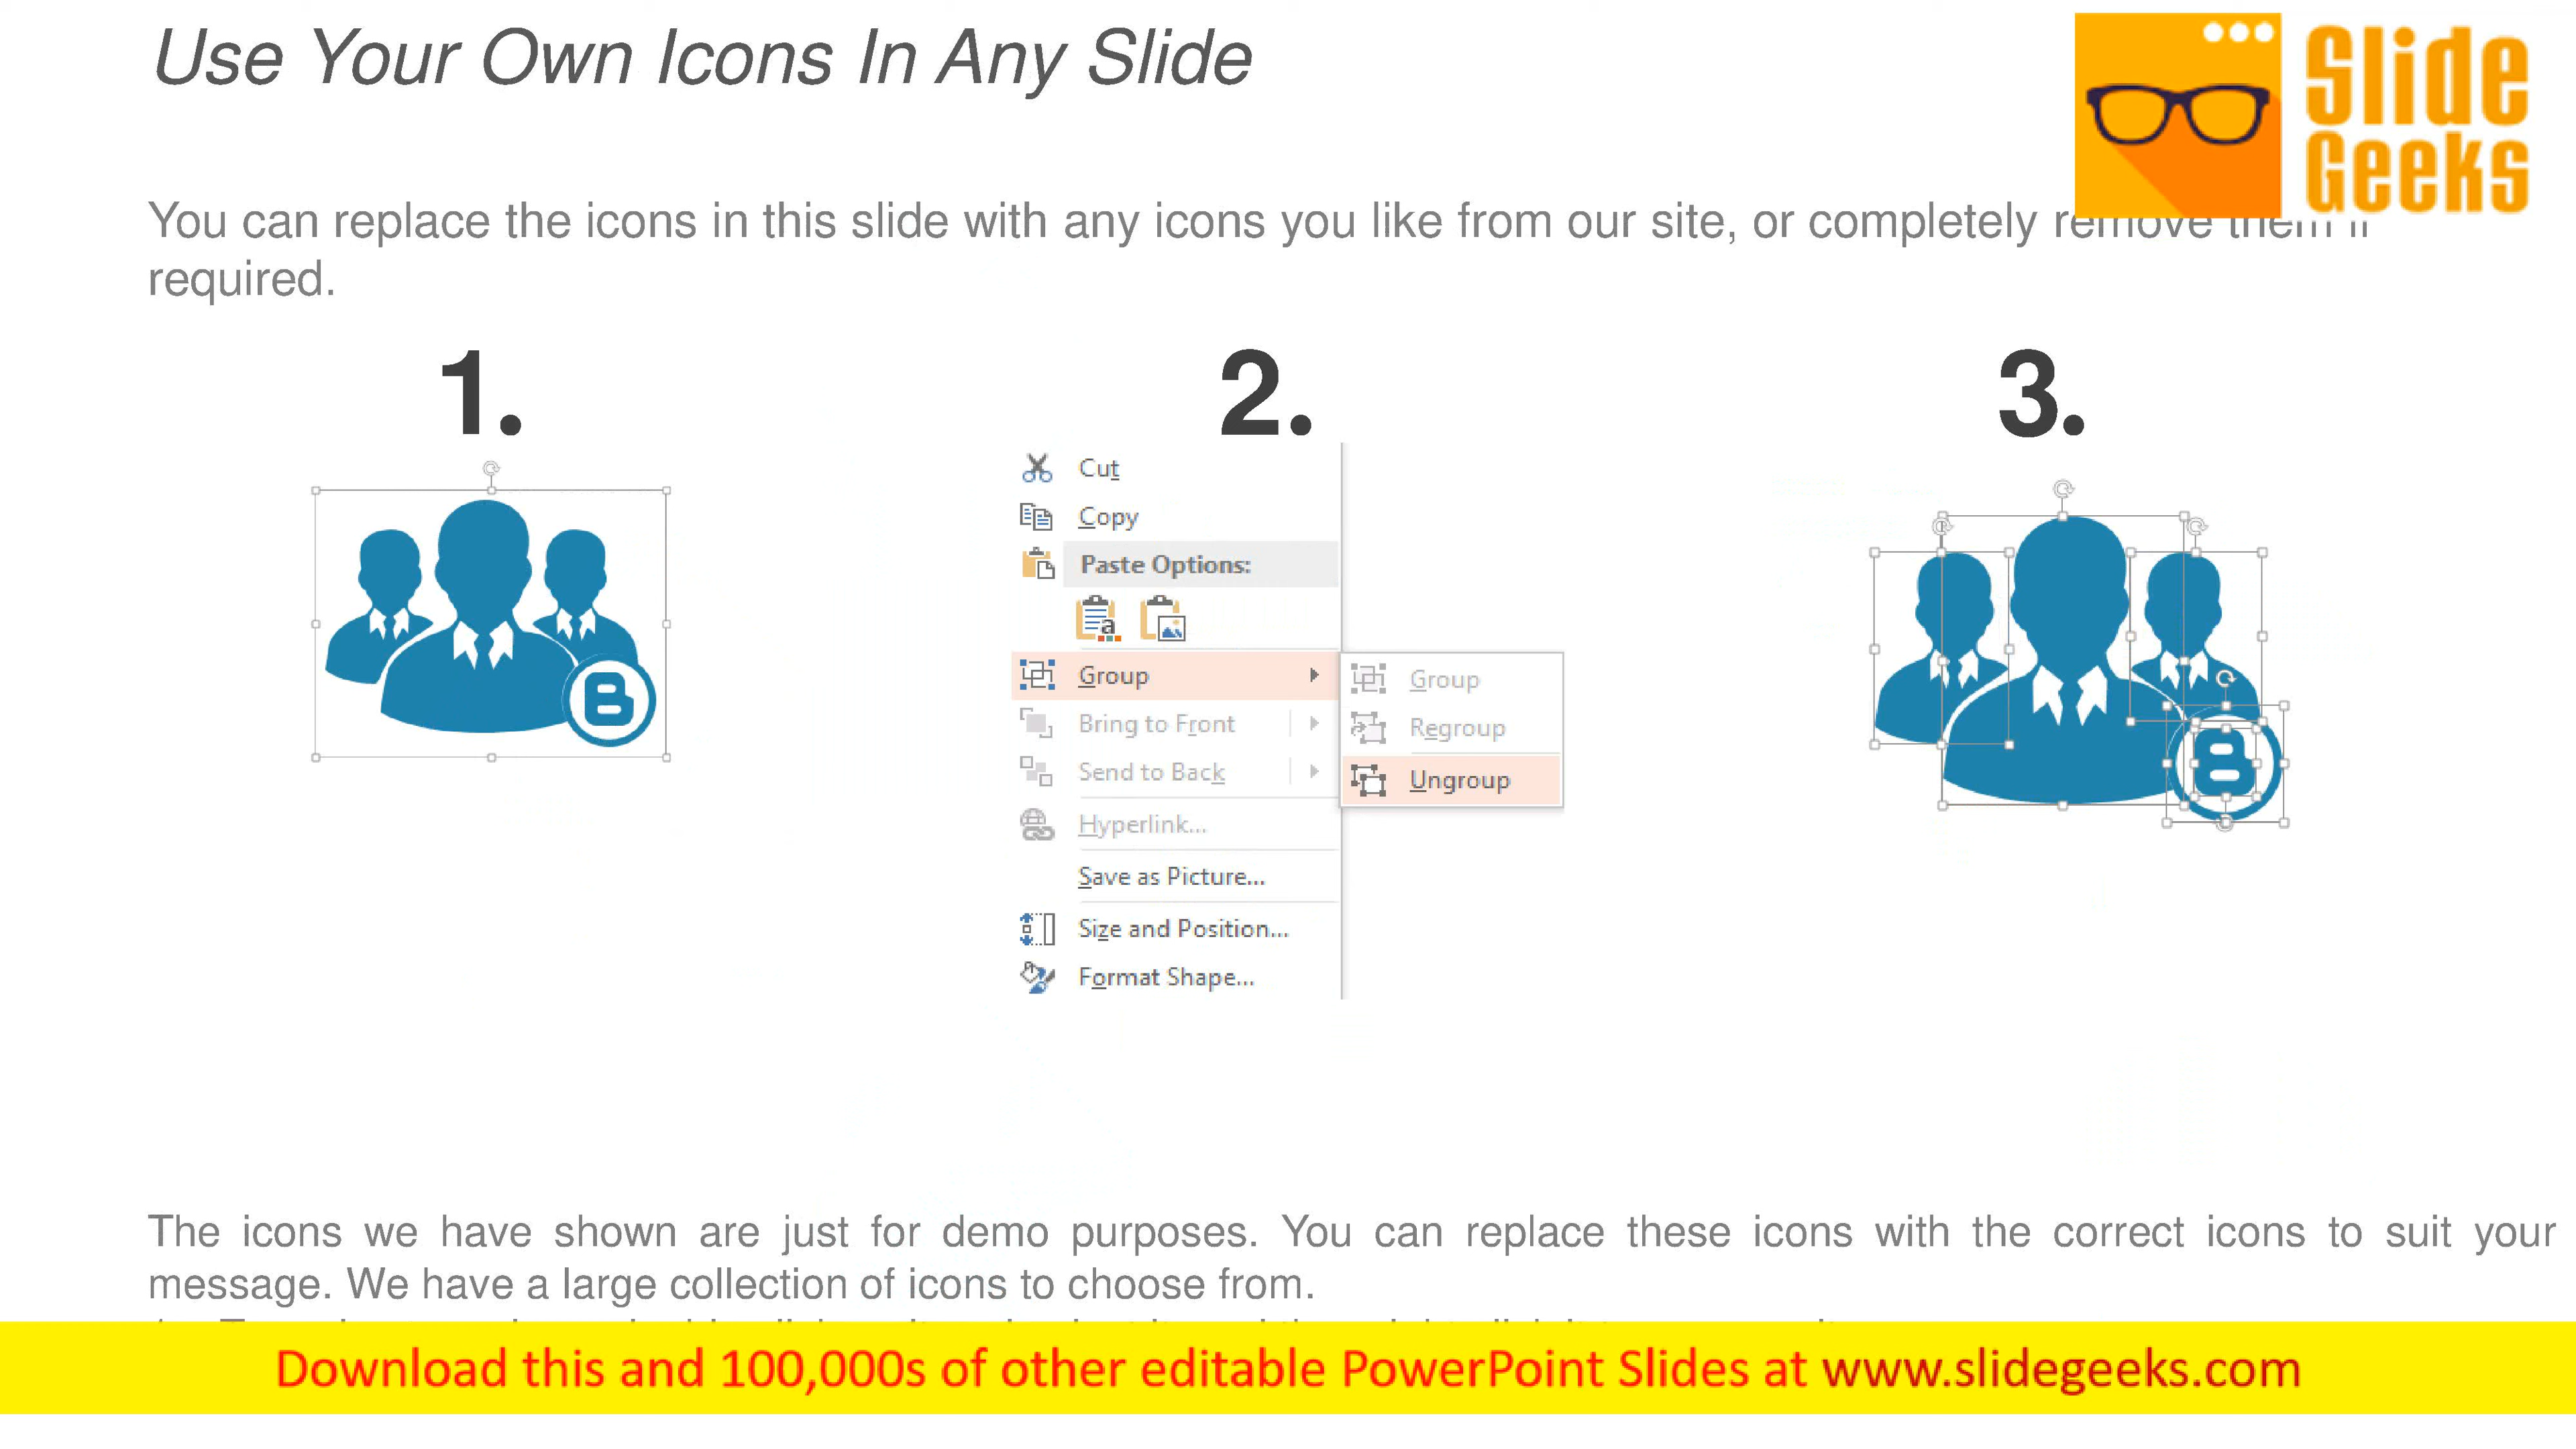 Use Your Own Icons In Any Slide
Slide
Geeks
You can replace the icons in this slide with any icons you like from our site, or completely remove them if
required.
1.
2.
3.
Cut
Copy
Paste Options:
Group
Group
Bring to Front
Regroup
Send to Back
Ungroup
Hyperlink...
Save as Picture...
Size and Position...
Format Shape...
The icons we have shown are just for demo purposes. You can replace these icons with the correct icons to suit your
message. We have a large collection of icons to choose from.
Download this and 100,000s of other editable PowerPoint Slides at www.slidegeeks.com